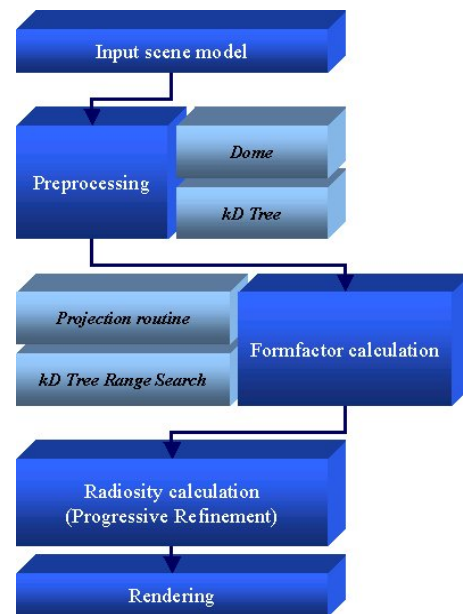 Input scene model
Dome
Preprocessing
kD Tree
Projection routine
Formfactor calculation
kD Tree Range Search
Radiosity calculation
(Progressive Refinement)
Rendering